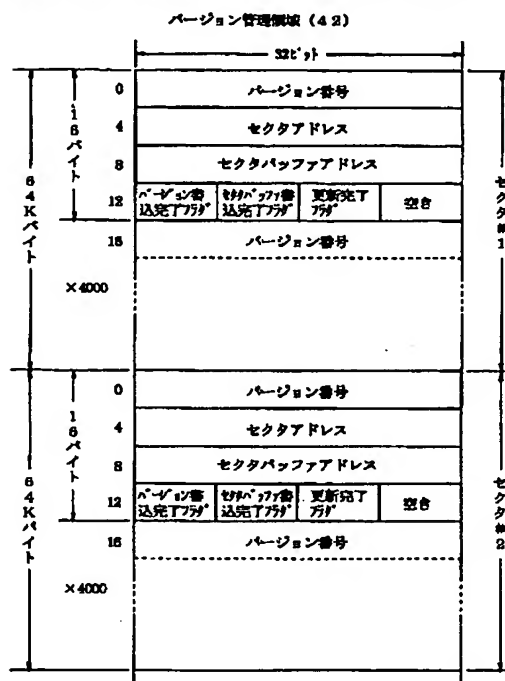 バージョン管理領域(42)
32ビット
0 バージョン番号
4 セクタアドレス
8 セクタバッファアドレス
12 バージョン書込完了フラグ セクタバッファ書込完了フラグ 更新完了フラグ 空き
16 バージョン番号
×4000
16バイト
64Kバイト
セクタ#1
0 バージョン番号
4 セクタアドレス
8 セクタバッファアドレス
12 バージョン書込完了フラグ セクタバッファ書込完了フラグ 更新完了フラグ 空き
16 バージョン番号
×4000
16バイト
64Kバイト
セクタ#2